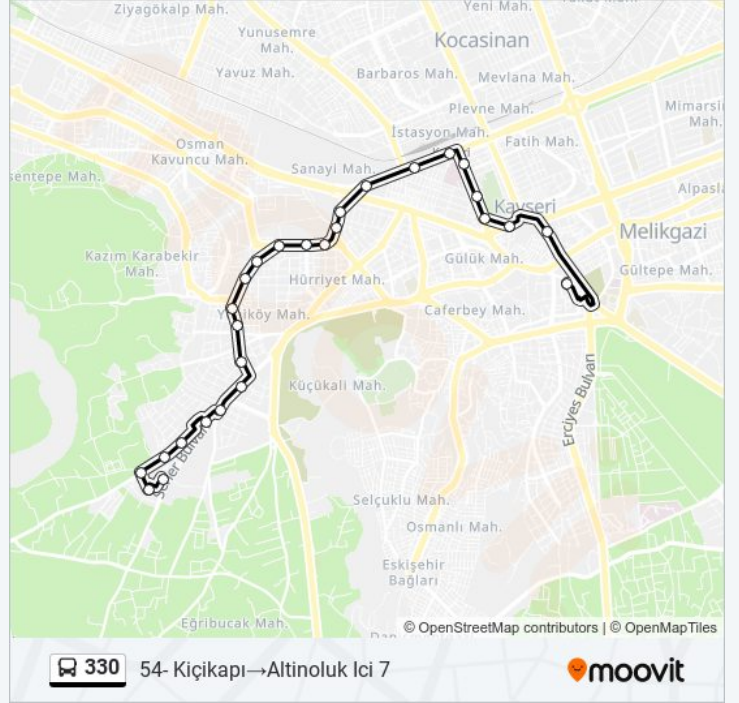 Ziyagökalp Mah.
Yeni Mah.
Yunusemre
Mah.
Kocasinan
Yavuz Mah.
Barbaros Mah.
Mevlana Mah.
Plevne Mah.
Mimarsi
Mah.
İstasyon Mah.
Fatih Mah.
Osman
Kavuncu Mah.
Sanayi Mah.
sentepe Mah.
Alpasla
Kayseri
Melikgazi
Kazım Karabekir
Mah.
Gülük Mah.
Gültepe Mah.
Hürriyet Mah.
Caferbey Mah.
Küçükali Mah.
Erciyes Bulvarı
Selçuklu Mah.
Osmanlı Mah.
Eskişehir
Bağları
Eğribucak Mah.
© OpenStreetMap contributors | © OpenMapTiles
330
54- Kiçikapı→Altinoluk Ici 7
moovit